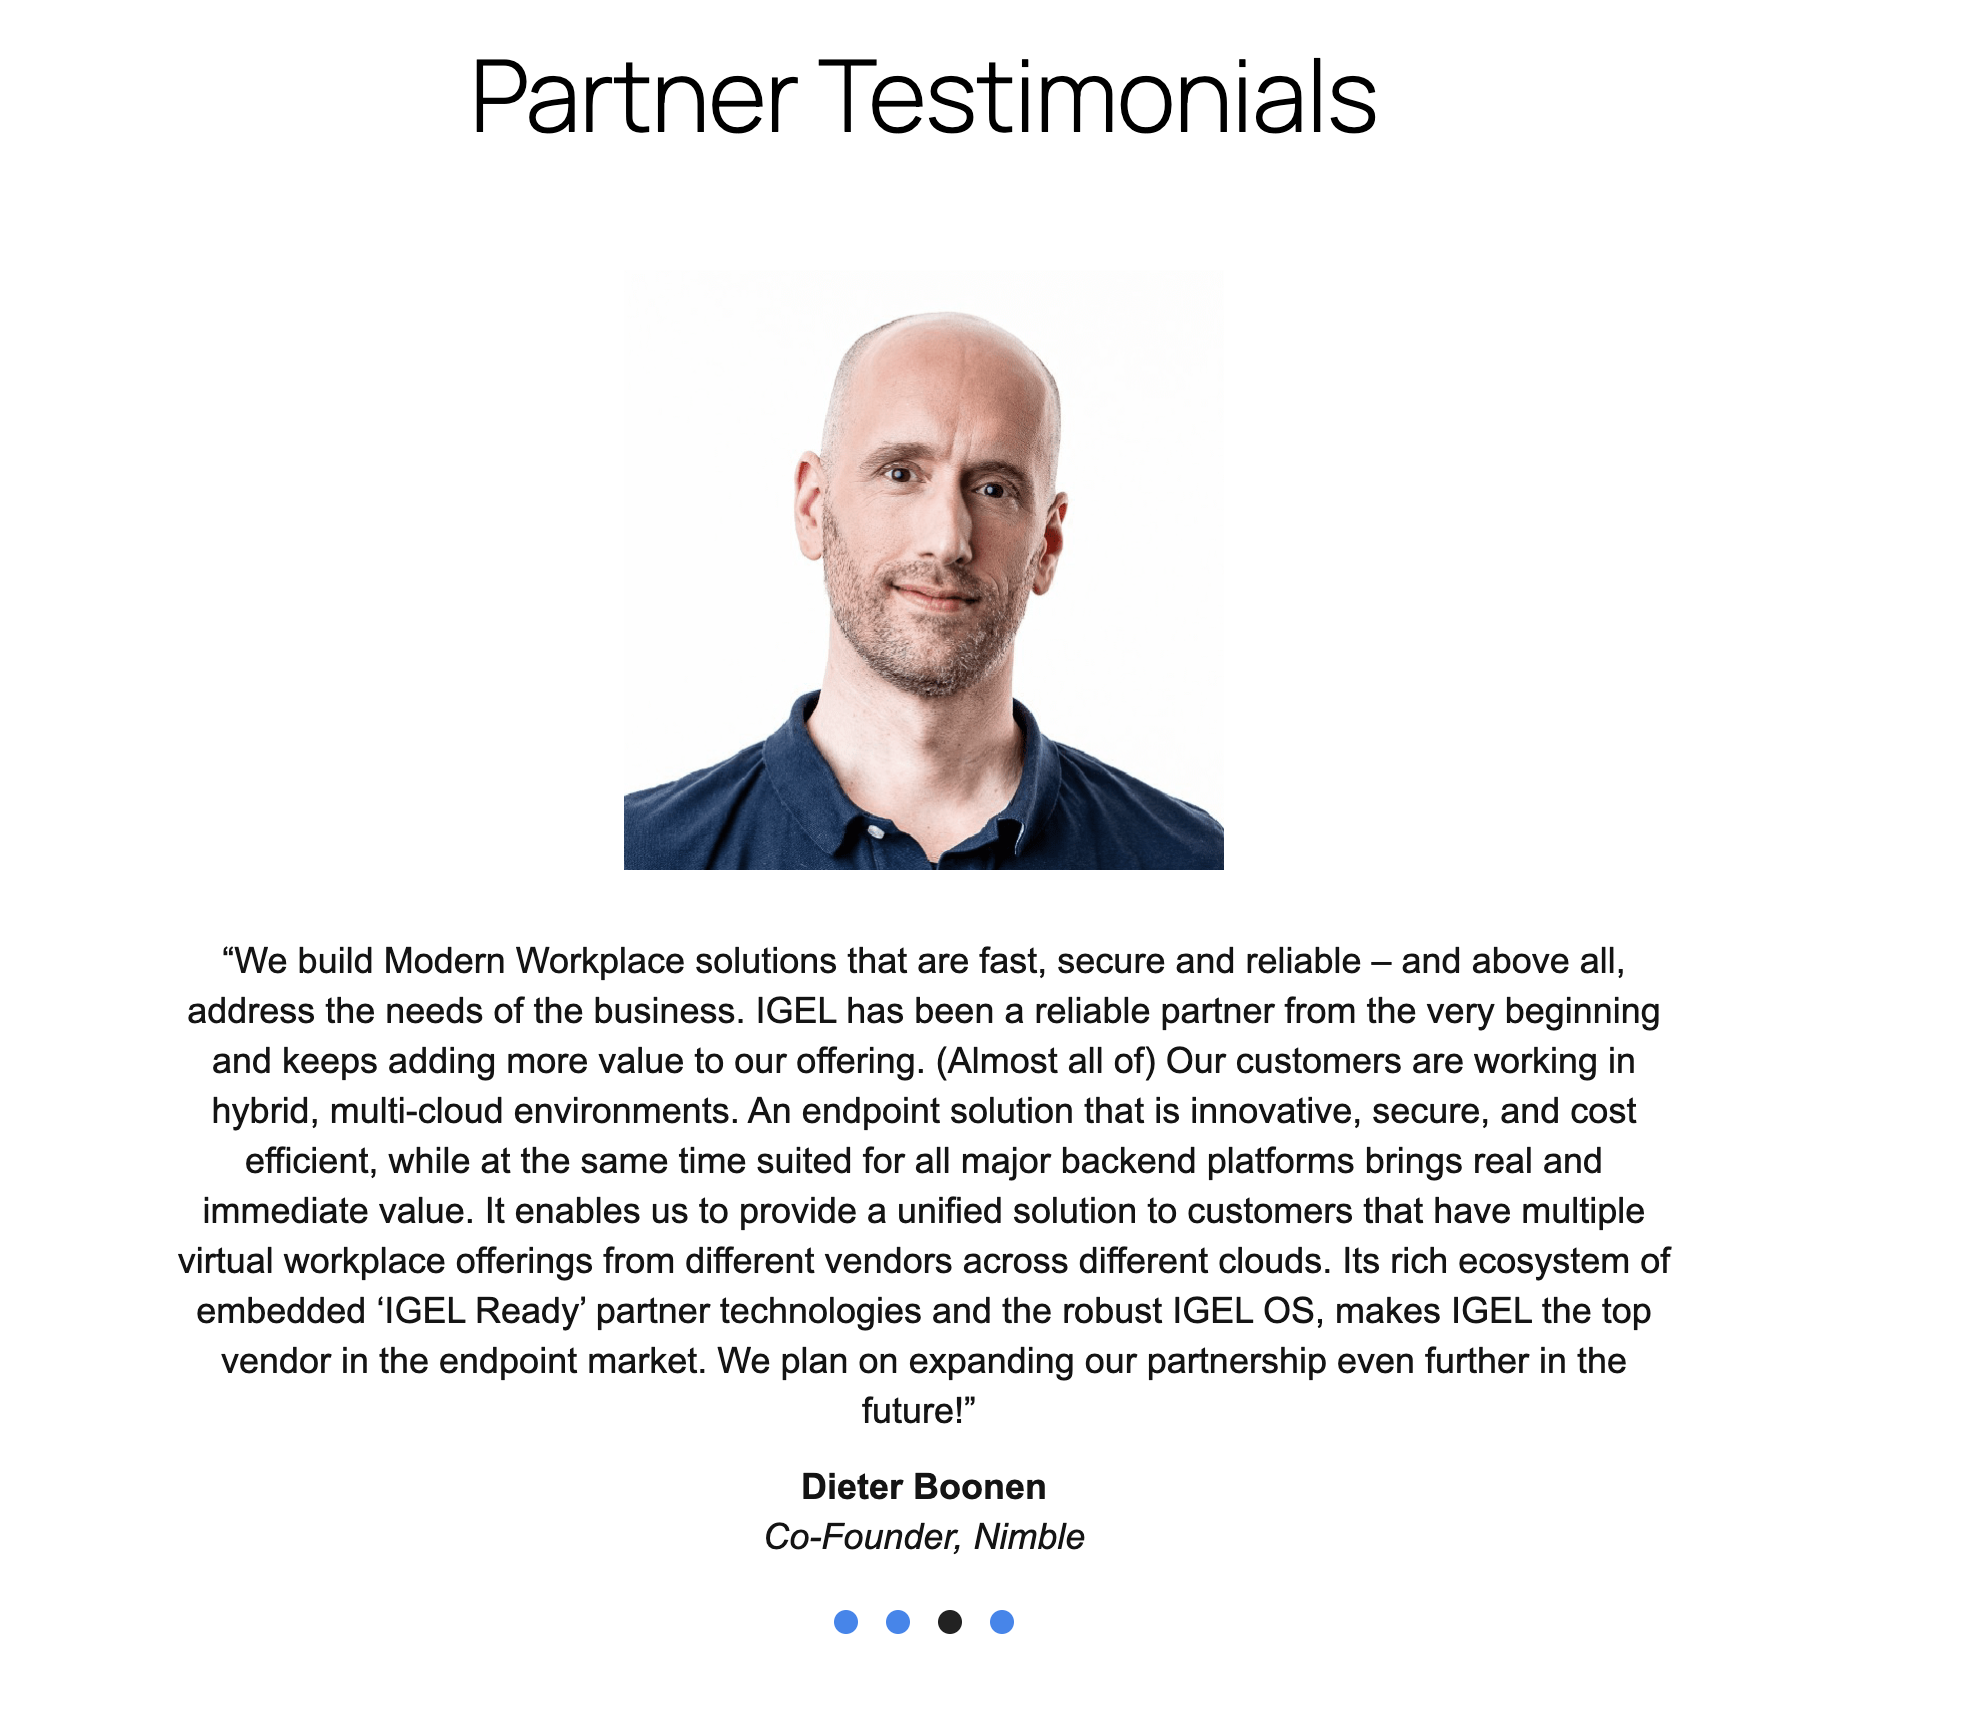 Partner Testimonials
“We build Modern Workplace solutions that are fast, secure and reliable – and above all,
address the needs of the business. IGEL has been a reliable partner from the very beginning
and keeps adding more value to our offering. (Almost all of) Our customers are working in
hybrid, multi-cloud environments. An endpoint solution that is innovative, secure, and cost
efficient, while at the same time suited for all major backend platforms brings real and
immediate value. It enables us to provide a unified solution to customers that have multiple
virtual workplace offerings from different vendors across different clouds. Its rich ecosystem of
embedded ‘IGEL Ready’ partner technologies and the robust IGEL OS, makes IGEL the top
vendor in the endpoint market. We plan on expanding our partnership even further in the
future!”
Dieter Boonen
Co-Founder, Nimble